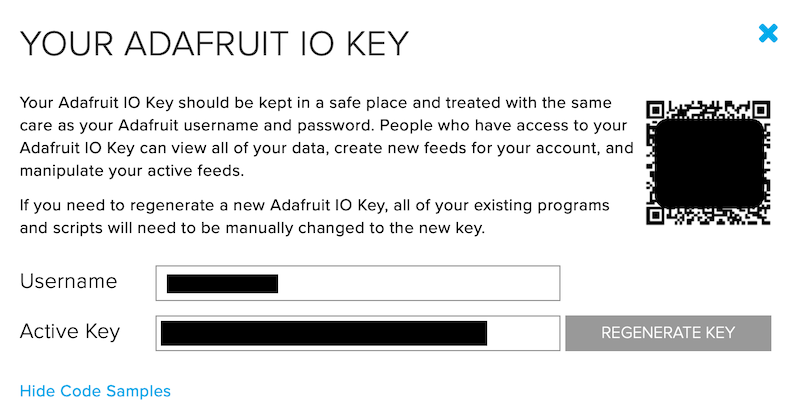 YOUR ADAFRUIT IO KEY
Your Adafruit IO Key should be kept in a safe place and treated with the same
care as your Adafruit username and password. People who have access to your
Adafruit IO Key can view all of your data, create new feeds for your account, and
manipulate your active feeds.
If you need to regenerate a new Adafruit IO Key, all of your existing programs
and scripts will need to be manually changed to the new key.
Username
Active Key
REGENERATE KEY
Hide Code Samples